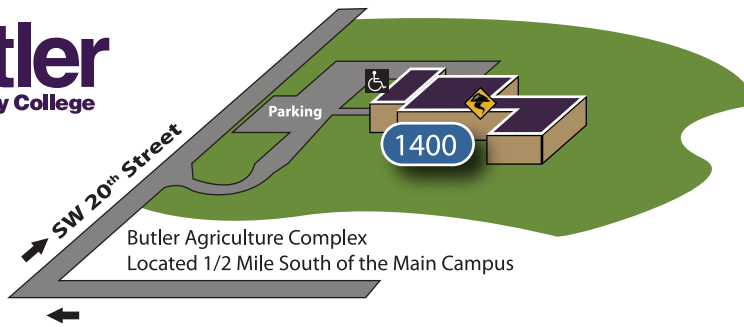 tler
y College
Parking
1400
SW 20th Street
Butler Agriculture Complex
Located 1/2 Mile South of the Main Campus